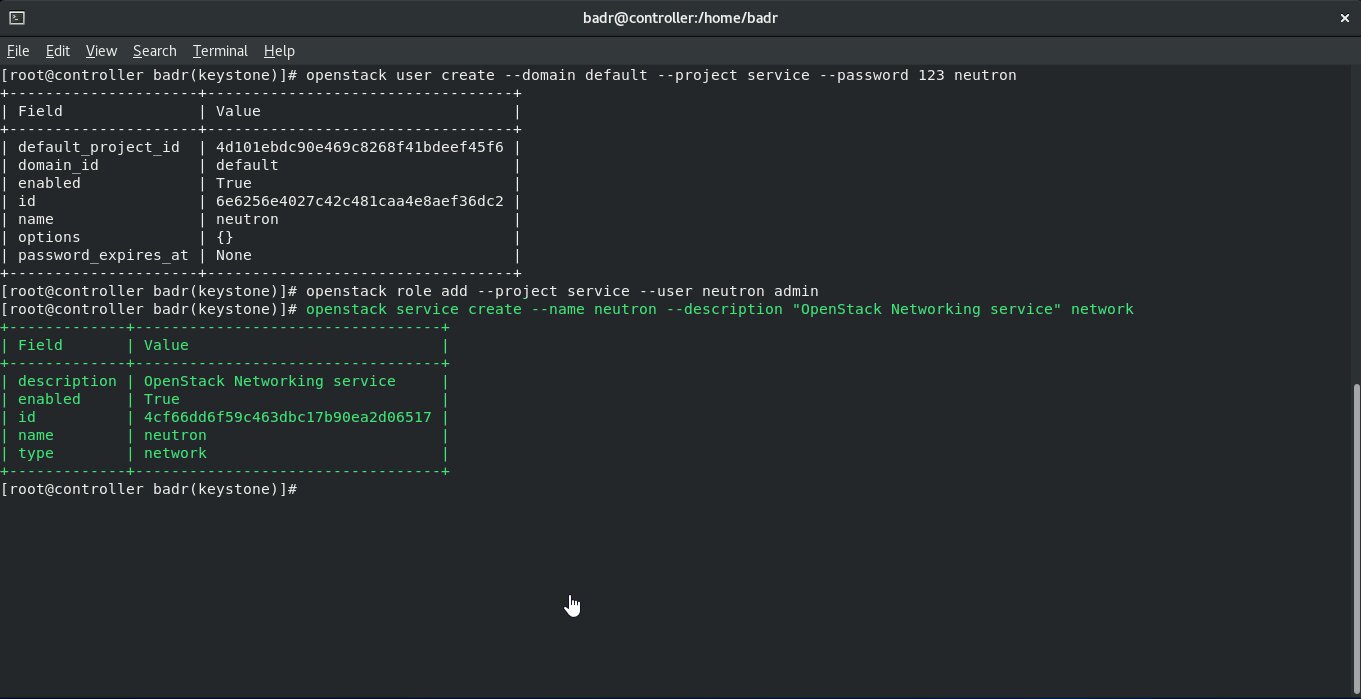 badr@controller:/home/badr
File Edit View Search Terminal Help
[root@controller badr(keystone)]# openstack user create --domain default --project service --password 123 neutron
+---------------------+----------------------------------+
| Field               | Value                            |
+---------------------+----------------------------------+
| default_project_id  | 4d101ebdc90e469c8268f41bdeef45f6 |
| domain_id           | default                          |
| enabled             | True                             |
| id                  | 6e6256e4027c42c481caa4e8aef36dc2 |
| name                | neutron                          |
| options             | {}                               |
| password_expires_at | None                             |
+---------------------+----------------------------------+
[root@controller badr(keystone)]# openstack role add --project service --user neutron admin
[root@controller badr(keystone)]# openstack service create --name neutron --description "OpenStack Networking service" network
+-------------+----------------------------------+
| Field       | Value                            |
+-------------+----------------------------------+
| description | OpenStack Networking service     |
| enabled     | True                             |
| id          | 4cf66dd6f59c463dbc17b90ea2d06517 |
| name        | neutron                          |
| type        | network                          |
+-------------+----------------------------------+
[root@controller badr(keystone)]#